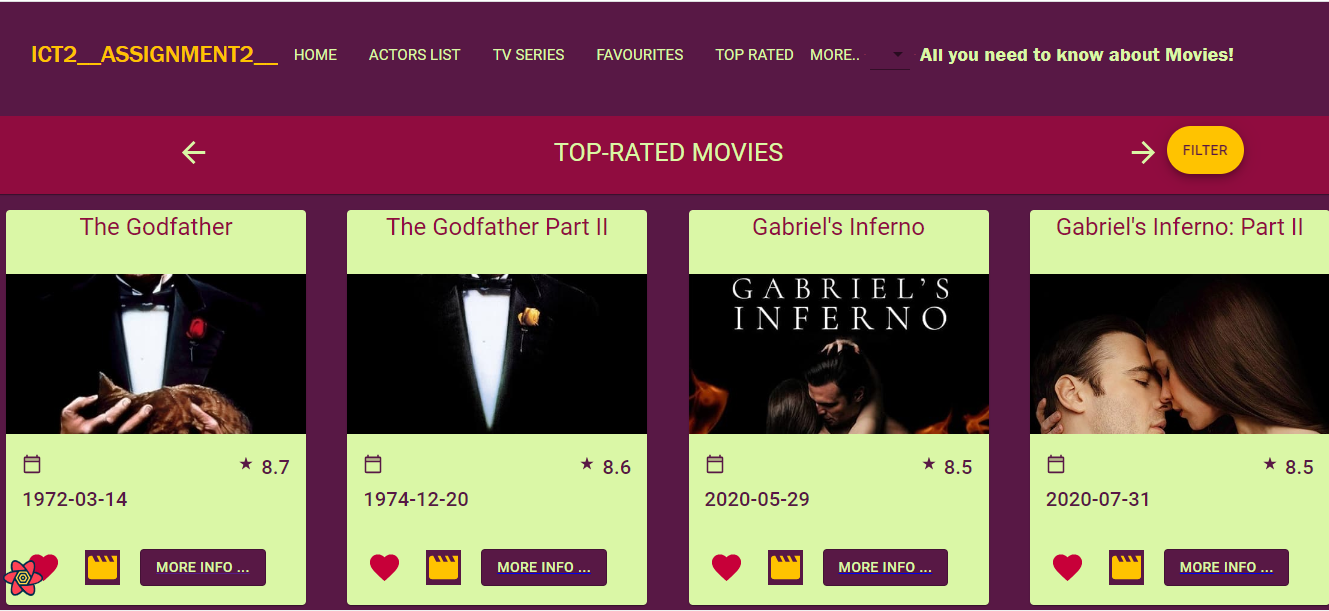 ICT2__ASSIGNMENT2__ HOME ACTORS LIST TV SERIES FAVOURITES TOP RATED MORE.. All you need to know about Movies!
TOP-RATED MOVIES FILTER
The Godfather The Godfather Part II Gabriel's Inferno Gabriel's Inferno: Part II
GABRIEL'S
INFERNO
8.7 8.6 8.5 8.5
1972-03-14 1974-12-20 2020-05-29 2020-07-31
MORE INFO ... MORE INFO ... MORE INFO ... MORE INFO ...